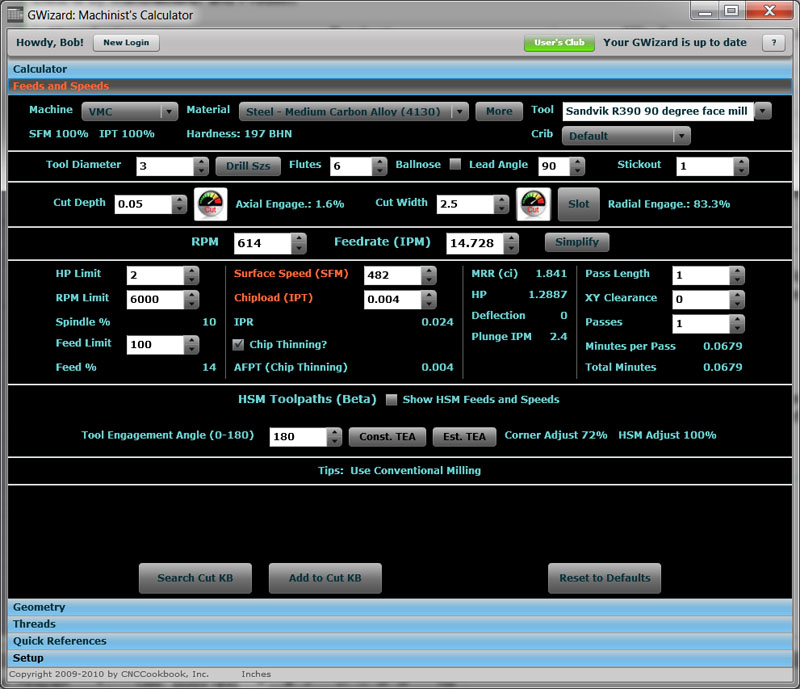 GWizard: Machinist's Calculator
Howdy, Bob! New Login User's Club Your GWizard is up to date ?
Calculator
Feeds and Speeds
Machine VMC Material Steel - Medium Carbon Alloy (4130) More Tool Sandvik R390 90 degree face mill
SFM 100% IPT 100% Hardness: 197 BHN Crib Default
Tool Diameter 3 Drill Szs Flutes 6 Ballnose Lead Angle 90 Stickout 1
Cut Depth 0.05 Cut Axial Engage.: 1.6% Cut Width 2.5 Cut Slot Radial Engage.: 83.3%
RPM 614 Feedrate (IPM) 14.728 Simplify
HP Limit 2 Surface Speed (SFM) 482 MRR (ci) 1.841 Pass Length 1
RPM Limit 6000 Chipload (IPT) 0.004 HP 1.2887 XY Clearance 0
Spindle % 10 IPR 0.024 Deflection 0 Passes 1
Feed Limit 100 Chip Thinning? Plunge IPM 2.4 Minutes per Pass 0.0679
Feed % 14 AFPT (Chip Thinning) 0.004 Total Minutes 0.0679
HSM Toolpaths (Beta) Show HSM Feeds and Speeds
Tool Engagement Angle (0-180) 180 Const. TEA Est. TEA Corner Adjust 72% HSM Adjust 100%
Tips: Use Conventional Milling
Search Cut KB Add to Cut KB Reset to Defaults
Geometry
Threads
Quick References
Setup
Copyright 2009-2010 by CNCCookbook, Inc. Inches